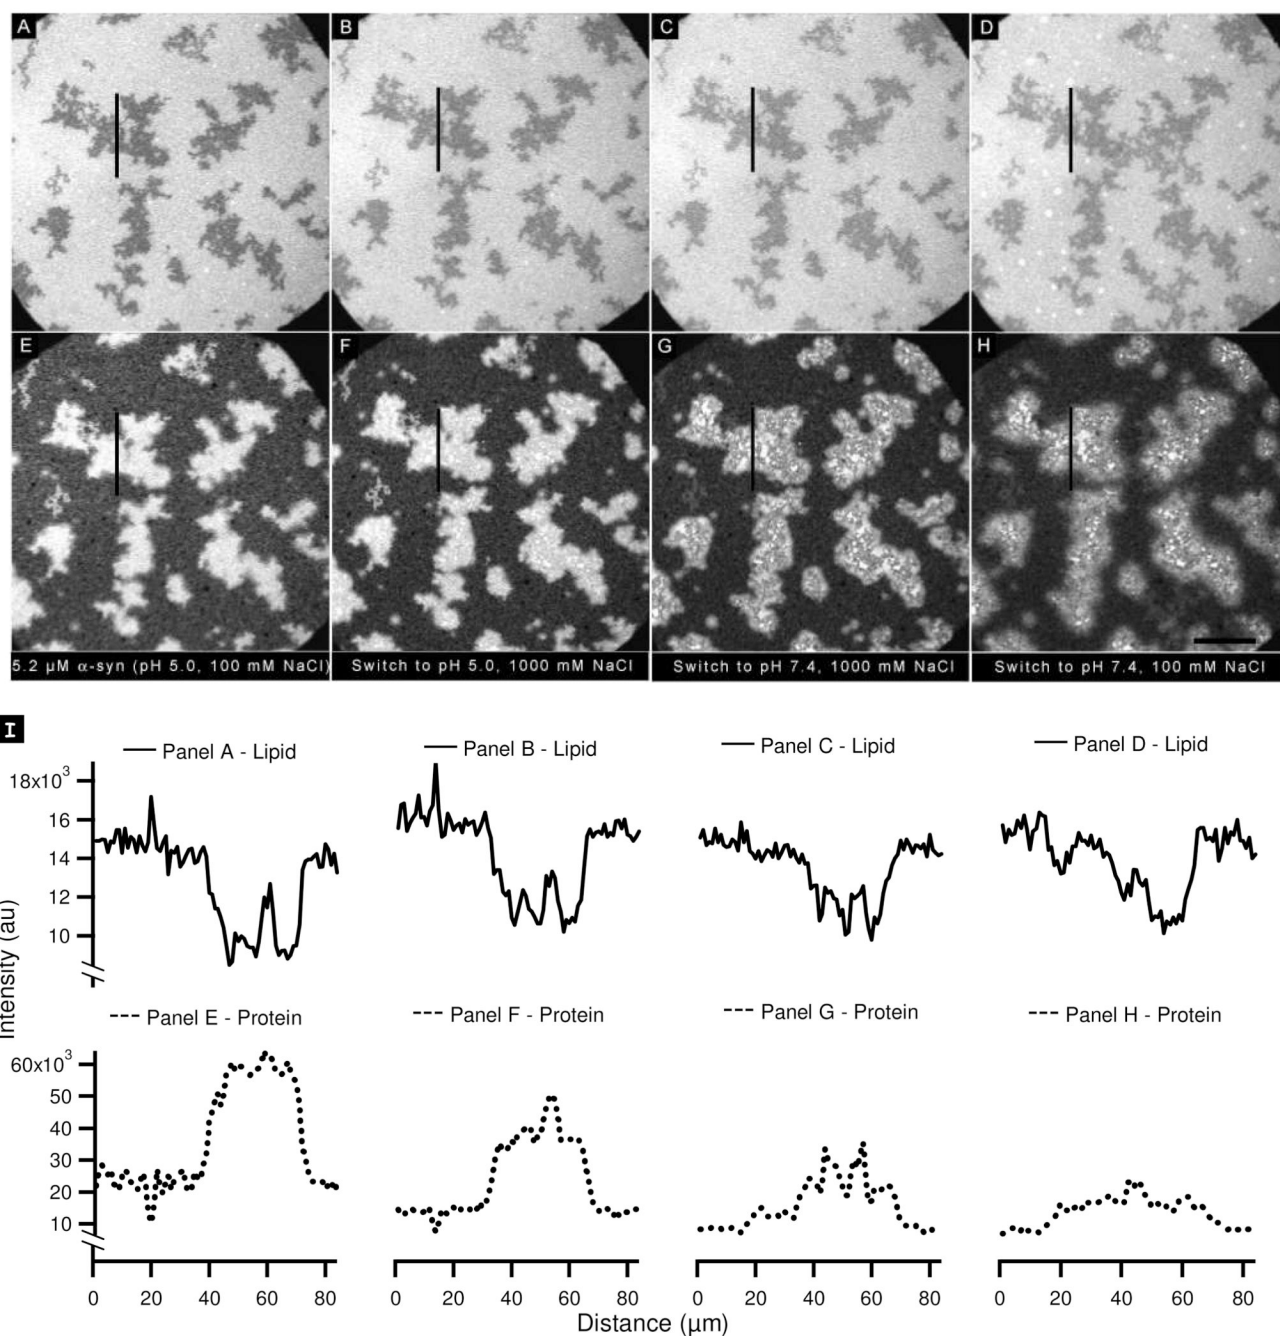 A B C D
E F G H
5.2 µM α-syn (pH 5.0, 100 mM NaCl) Switch to pH 5.0, 1000 mM NaCl Switch to pH 7.4, 1000 mM NaCl Switch to pH 7.4, 100 mM NaCl
I
Panel A - Lipid Panel B - Lipid Panel C - Lipid Panel D - Lipid
18x10³
16
14
12
10
Intensity (au)
Panel E - Protein Panel F - Protein Panel G - Protein Panel H - Protein
60x10³
50
40
30
20
10
0 20 40 60 80 0 20 40 60 80 0 20 40 60 80 0 20 40 60 80
Distance (µm)